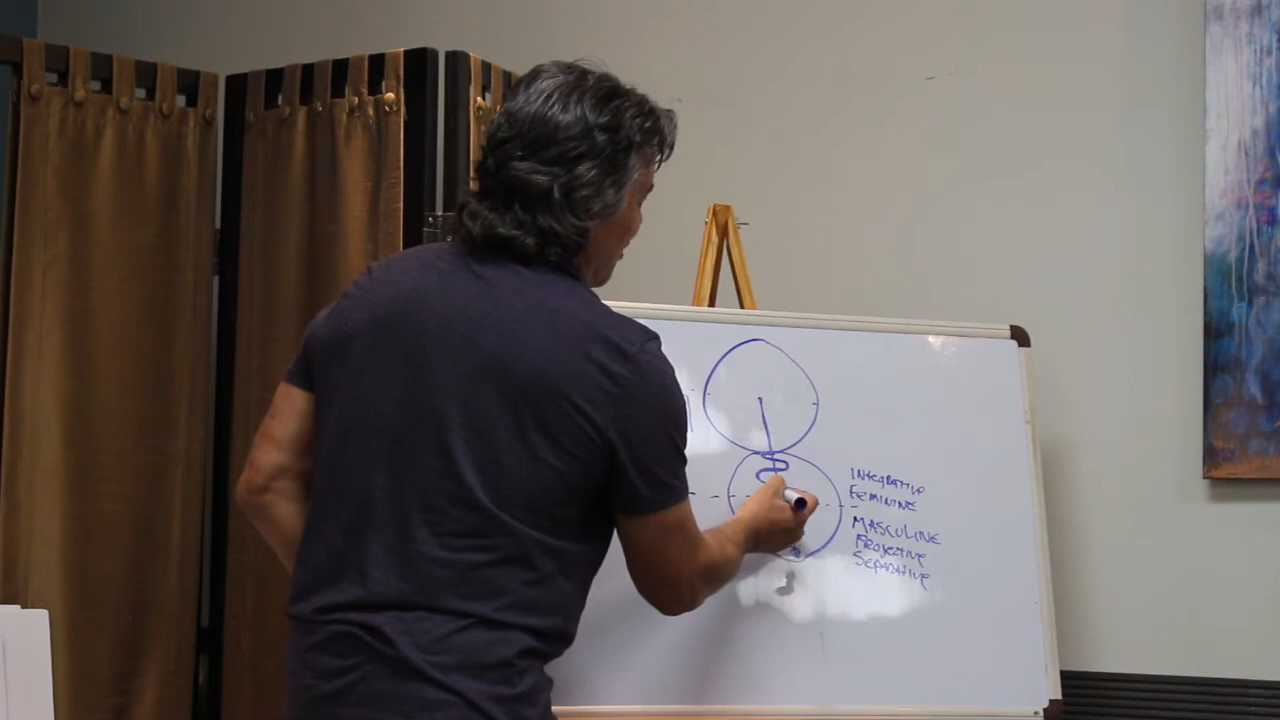 INTEGRATIVE
FEMININE
MASCULINE
PROJECTIVE
SEPARATIVE